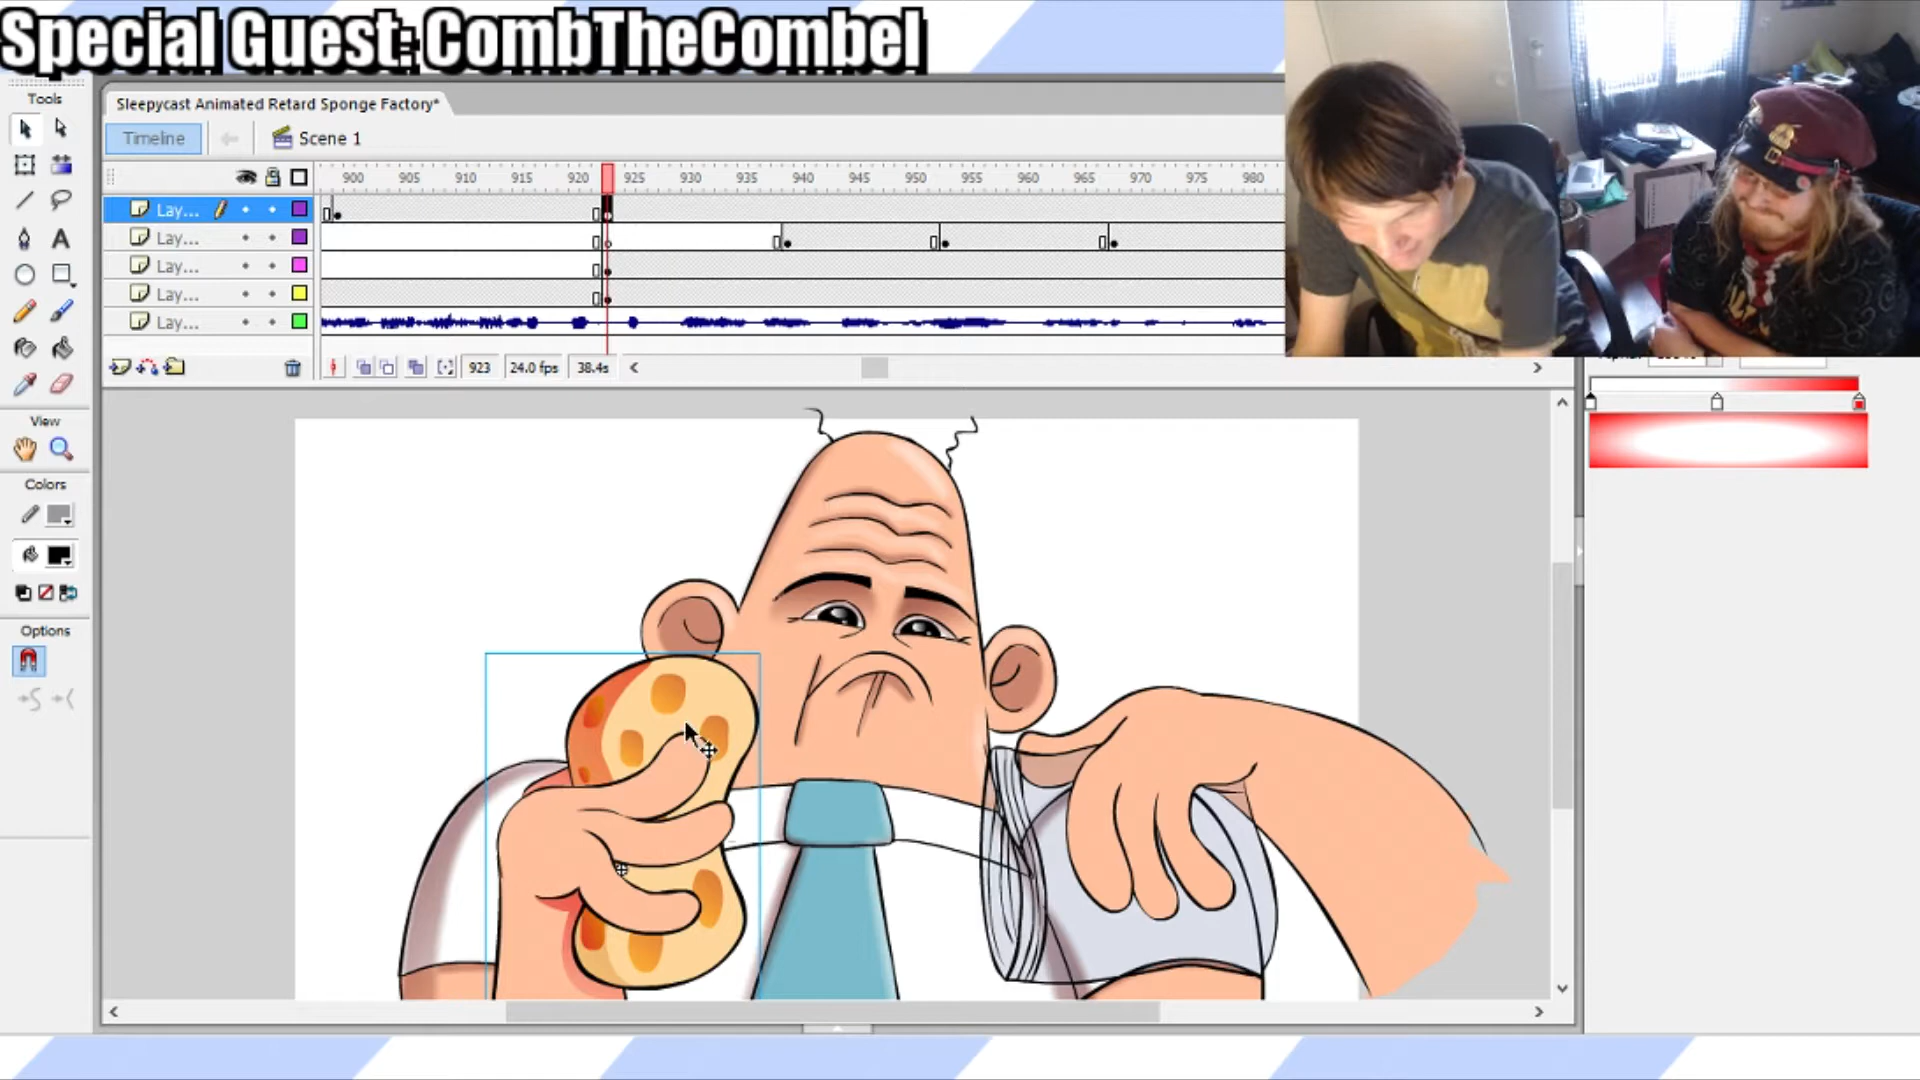 Special Guest: CombTheCombel
Tools
Sleepycast Animated Retard Sponge Factory*
Timeline
Scene 1
900 905 910 915 920 925 930 935 940 945 950 955 960 965 970 975 980
Lay...
Lay...
Lay...
Lay...
Lay...
923 24.0 fps 38.4s
View
Colors
Options